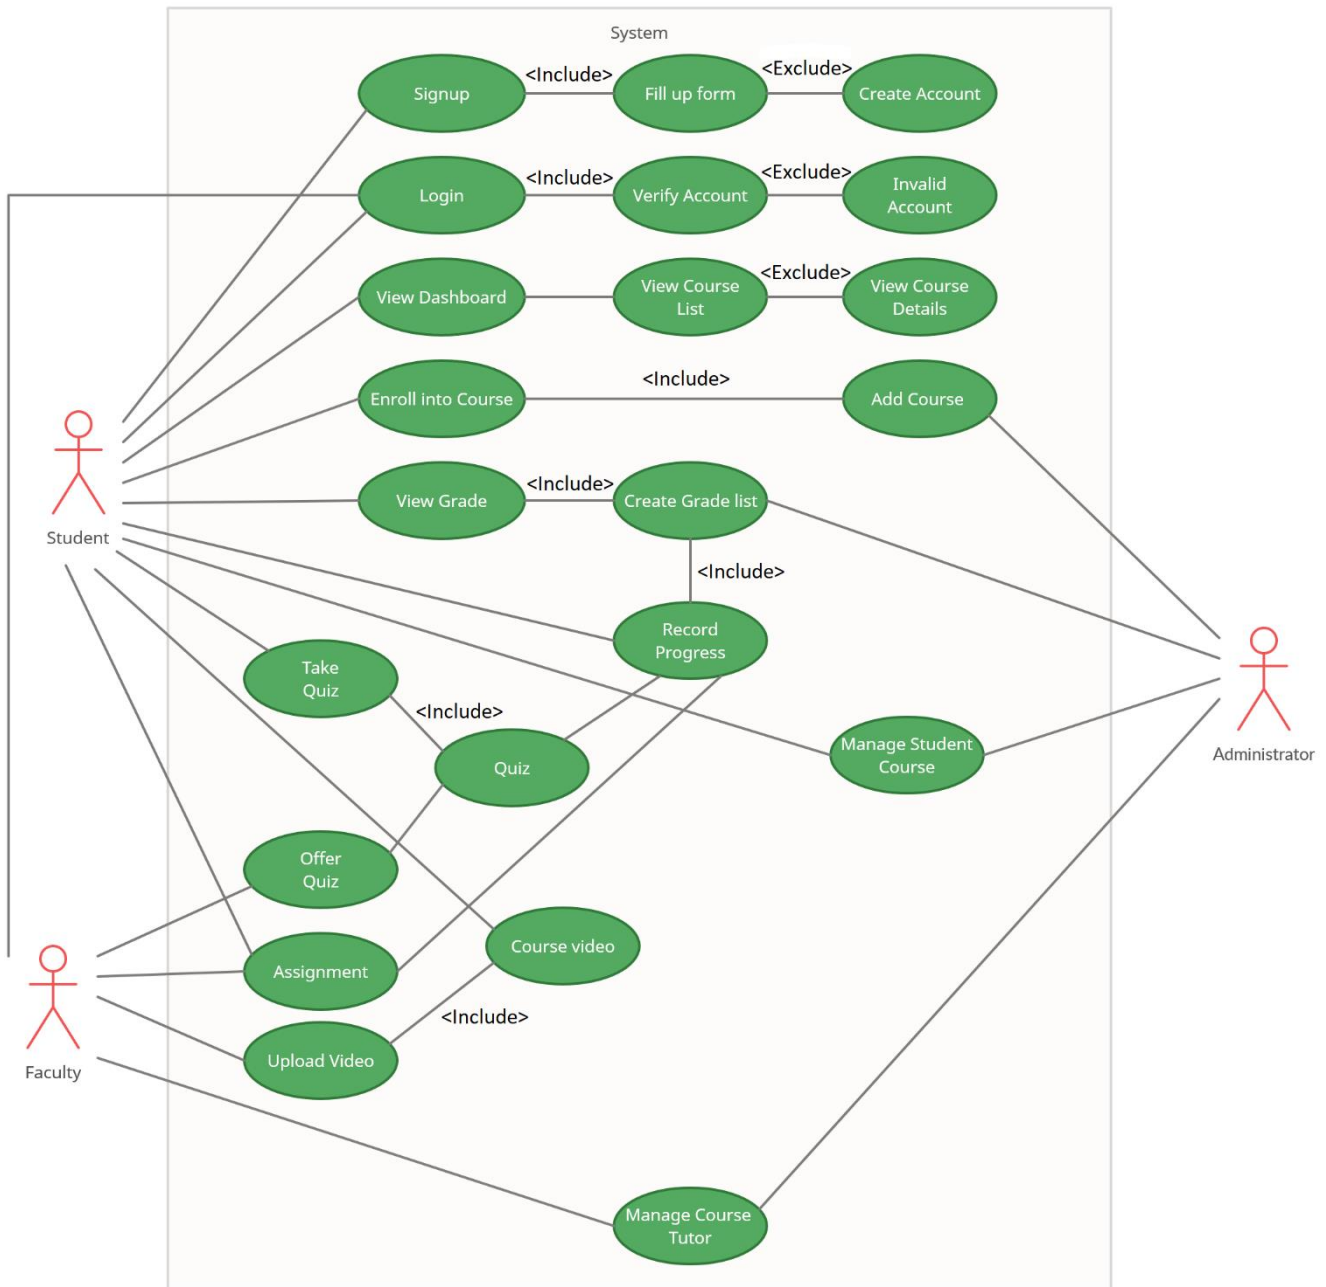 System
Signup
<Include>
Fill up form
<Exclude>
Create Account
Login
<Include>
Verify Account
<Exclude>
Invalid
Account
View Dashboard
View Course
List
<Exclude>
View Course
Details
Enroll into Course
<Include>
Add Course
View Grade
<Include>
Create Grade list
Student
<Include>
Record
Progress
Take
Quiz
<Include>
Quiz
Manage Student
Course
Administrator
Offer
Quiz
Course video
Assignment
<Include>
Upload Video
Faculty
Manage Course
Tutor